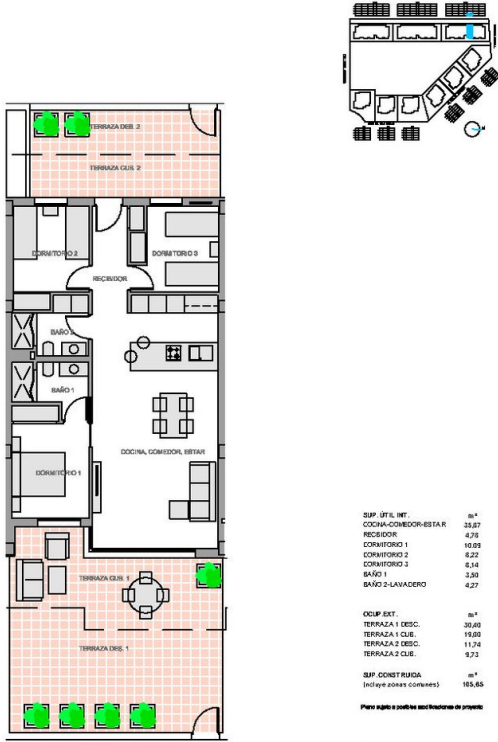 TERRAZA DES. 2
TERRAZA CUB. 2
DORMITORIO 2
DORMITORIO 3
RECIBIDOR
BAÑO 2
BAÑO 1
COCINA, COMEDOR, ESTAR
DORMITORIO 1
TERRAZA CUB. 1
TERRAZA DES. 1
SUP. ÚTIL INT. m²
COCINA-COMEDOR-ESTAR 35,87
RECIBIDOR 4,76
DORMITORIO 1 10,09
DORMITORIO 2 8,22
DORMITORIO 3 8,14
BAÑO 1 3,50
BAÑO 2-LAVADERO 4,27
OCUP. EXT. m²
TERRAZA 1 DESC. 30,40
TERRAZA 1 CUB. 19,00
TERRAZA 2 DESC. 11,74
TERRAZA 2 CUB. 9,73
SUP. CONSTRUIDA m²
(incluye zonas comunes) 105,65
Plano sujeto a posibles modificaciones de proyecto